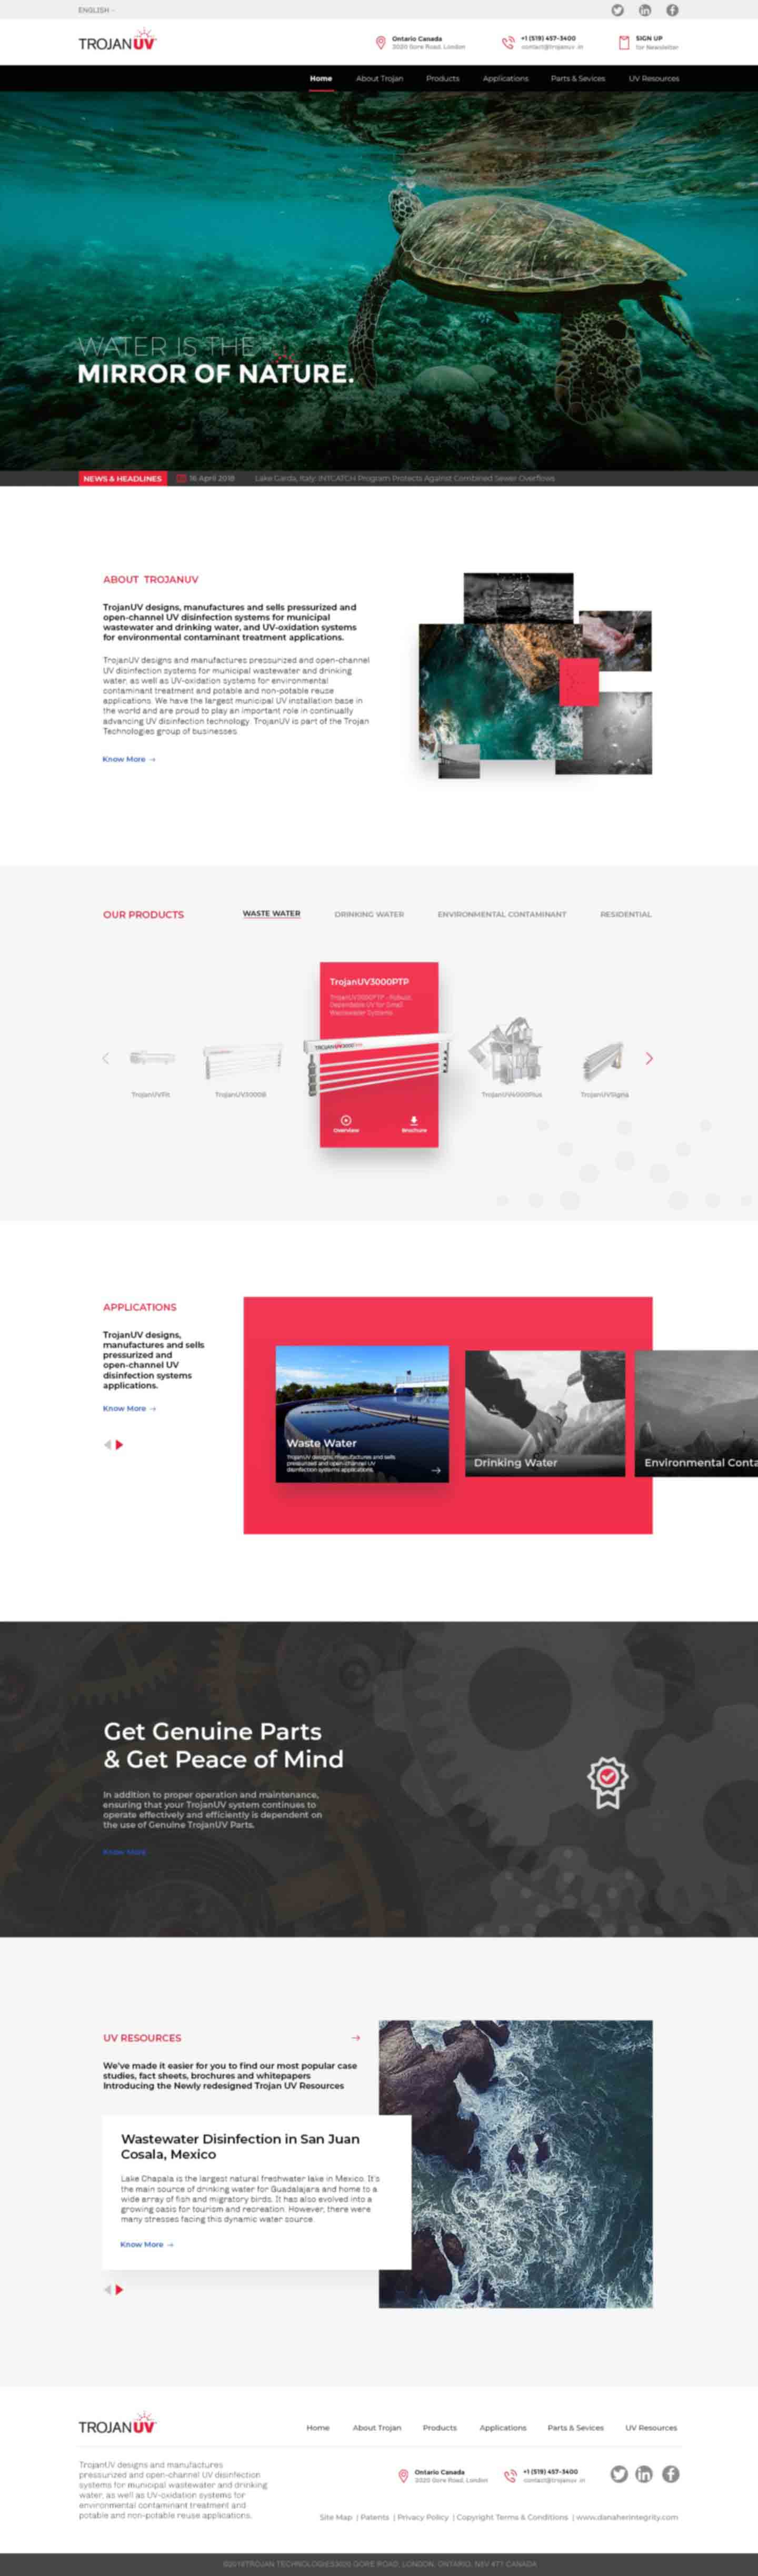 ENGLISH
TROJANUV
Ontario Canada
2020 Gore Road, London
+1 (519) 457-3400
SIGN UP
for Newsletter
Home About Trojan Products Applications Parts & Sevices UV Resources
WATER IS THE
MIRROR OF NATURE.
NEWS & HEADLINES 16 April 2018 Lake Garda, Italy: INTCATCH Program Protects Against Combined Sewer Overflows
ABOUT TROJANUV
TrojanUV designs, manufactures and sells pressurized and
open-channel UV disinfection systems for municipal
wastewater and drinking water, and UV-oxidation systems
for environmental contaminant treatment applications.
TrojanUV designs and manufactures pressurized and open-channel
UV disinfection systems for municipal wastewater and drinking
water, as well as UV-oxidation systems for environmental
contaminant treatment and potable and non-potable reuse
applications. We have the largest municipal UV installation base in
the world and are proud to play an important role in continually
advancing UV disinfection technology. TrojanUV is part of the Trojan
Technologies group of businesses.
Know More →
OUR PRODUCTS WASTE WATER DRINKING WATER ENVIRONMENTAL CONTAMINANT RESIDENTIAL
TrojanUV3000PTP
TrojanUV3000PTP - Robust,
Dependable UV for Small
Wastewater Systems
TrojanUVFit TrojanUV3000B TrojanUV4000Plus TrojanUVSigna
Overview Brochure
APPLICATIONS
TrojanUV designs,
manufactures and sells
pressurized and
open-channel UV
disinfection systems
applications.
Know More →
Waste Water
TrojanUV designs, manufactures and sells
pressurized and open-channel UV
disinfection systems applications.
Drinking Water
Environmental Conta
Get Genuine Parts
& Get Peace of Mind
In addition to proper operation and maintenance,
ensuring that your TrojanUV system continues to
operate effectively and efficiently is dependent on
the use of Genuine TrojanUV Parts.
Know More
UV RESOURCES →
We've made it easier for you to find our most popular case
studies, fact sheets, brochures and whitepapers
Introducing the Newly redesigned Trojan UV Resources
Wastewater Disinfection in San Juan
Cosala, Mexico
Lake Chapala is the largest natural freshwater lake in Mexico. It's
the main source of drinking water for Guadalajara and home to a
wide array of fish and migratory birds. It has also evolved into a
growing oasis for tourism and recreation. However, there were
many stresses facing this dynamic water source.
Know More →
TROJANUV
Home About Trojan Products Applications Parts & Sevices UV Resources
TrojanUV designs and manufactures
pressurized and open-channel UV disinfection
systems for municipal wastewater and drinking
water, as well as UV-oxidation systems for
environmental contaminant treatment and
potable and non-potable reuse applications.
Ontario Canada
2020 Gore Road, London
+1 (519) 457-3400
Site Map | Patents | Privacy Policy | Copyright Terms & Conditions | www.danaherintegrity.com
©2018TROJAN TECHNOLOGIES3020 GORE ROAD, LONDON, ONTARIO, N5V 4T7 CANADA